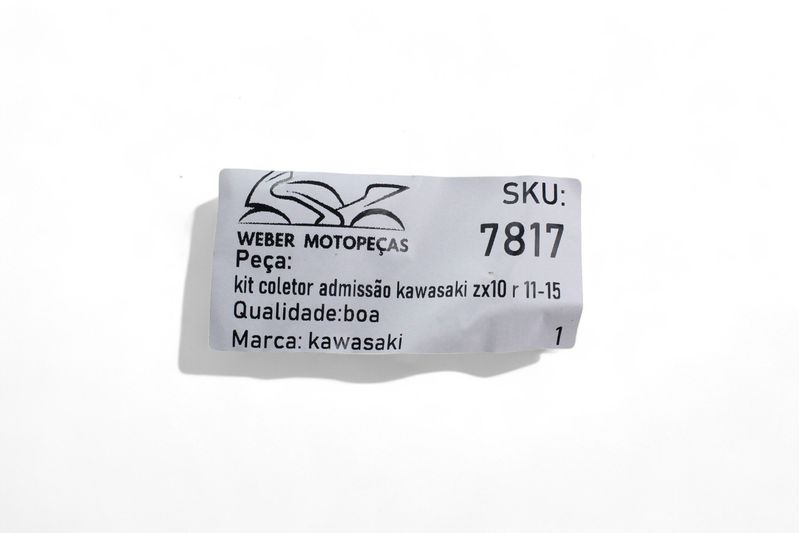 WEBER MOTOPEÇAS
SKU:
7817
Peça:
kit coletor admissão kawasaki zx10 r 11-15
Qualidade:boa
Marca: kawasaki
1